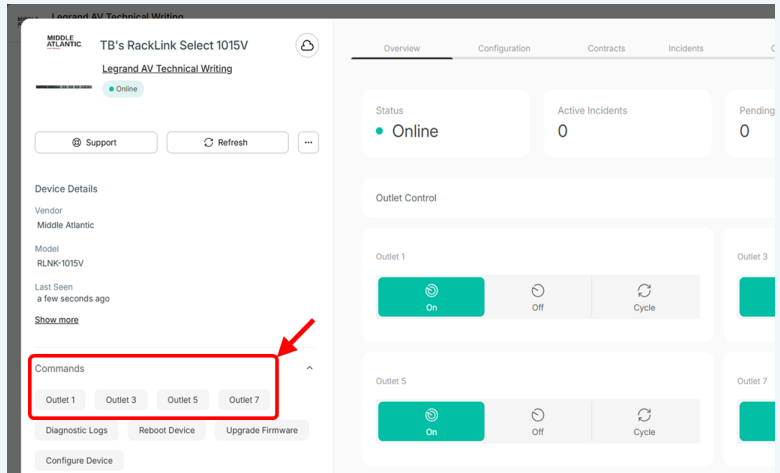 Legrand AV Technical Writing
MIDDLE
ATLANTIC
TB's RackLink Select 1015V
Legrand AV Technical Writing
Online
Support
Refresh
Device Details
Vendor
Middle Atlantic
Model
RLNK-1015V
Last Seen
a few seconds ago
Show more
Commands
Outlet 1 Outlet 3 Outlet 5 Outlet 7
Diagnostic Logs Reboot Device Upgrade Firmware
Configure Device
Overview Configuration Contracts Incidents
Status
Online
Active Incidents
0
Pending
0
Outlet Control
Outlet 1
On Off Cycle
Outlet 3
Outlet 5
On Off Cycle
Outlet 7